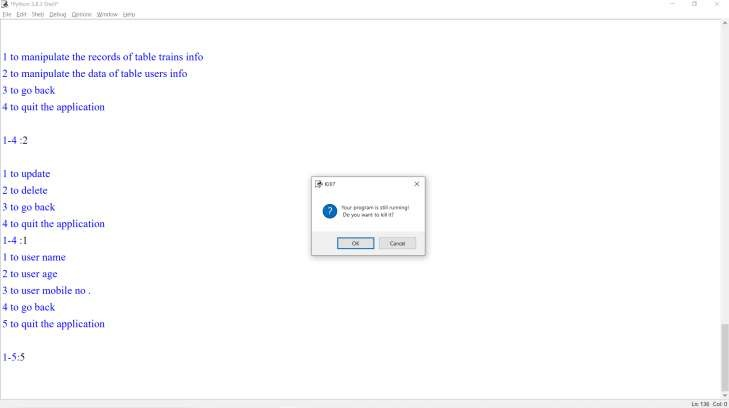 *Python 3.8.3 Shell*
File Edit Shell Debug Options Window Help
1 to manipulate the records of table trains info
2 to manipulate the data of table users info
3 to go back
4 to quit the application
1-4 :2
1 to update
2 to delete
3 to go back
4 to quit the application
1-4 :1
1 to user name
2 to user age
3 to user mobile no .
4 to go back
5 to quit the application
1-5:5
Kill?
Your program is still running!
Do you want to kill it?
OK Cancel
Ln: 136 Col: 0